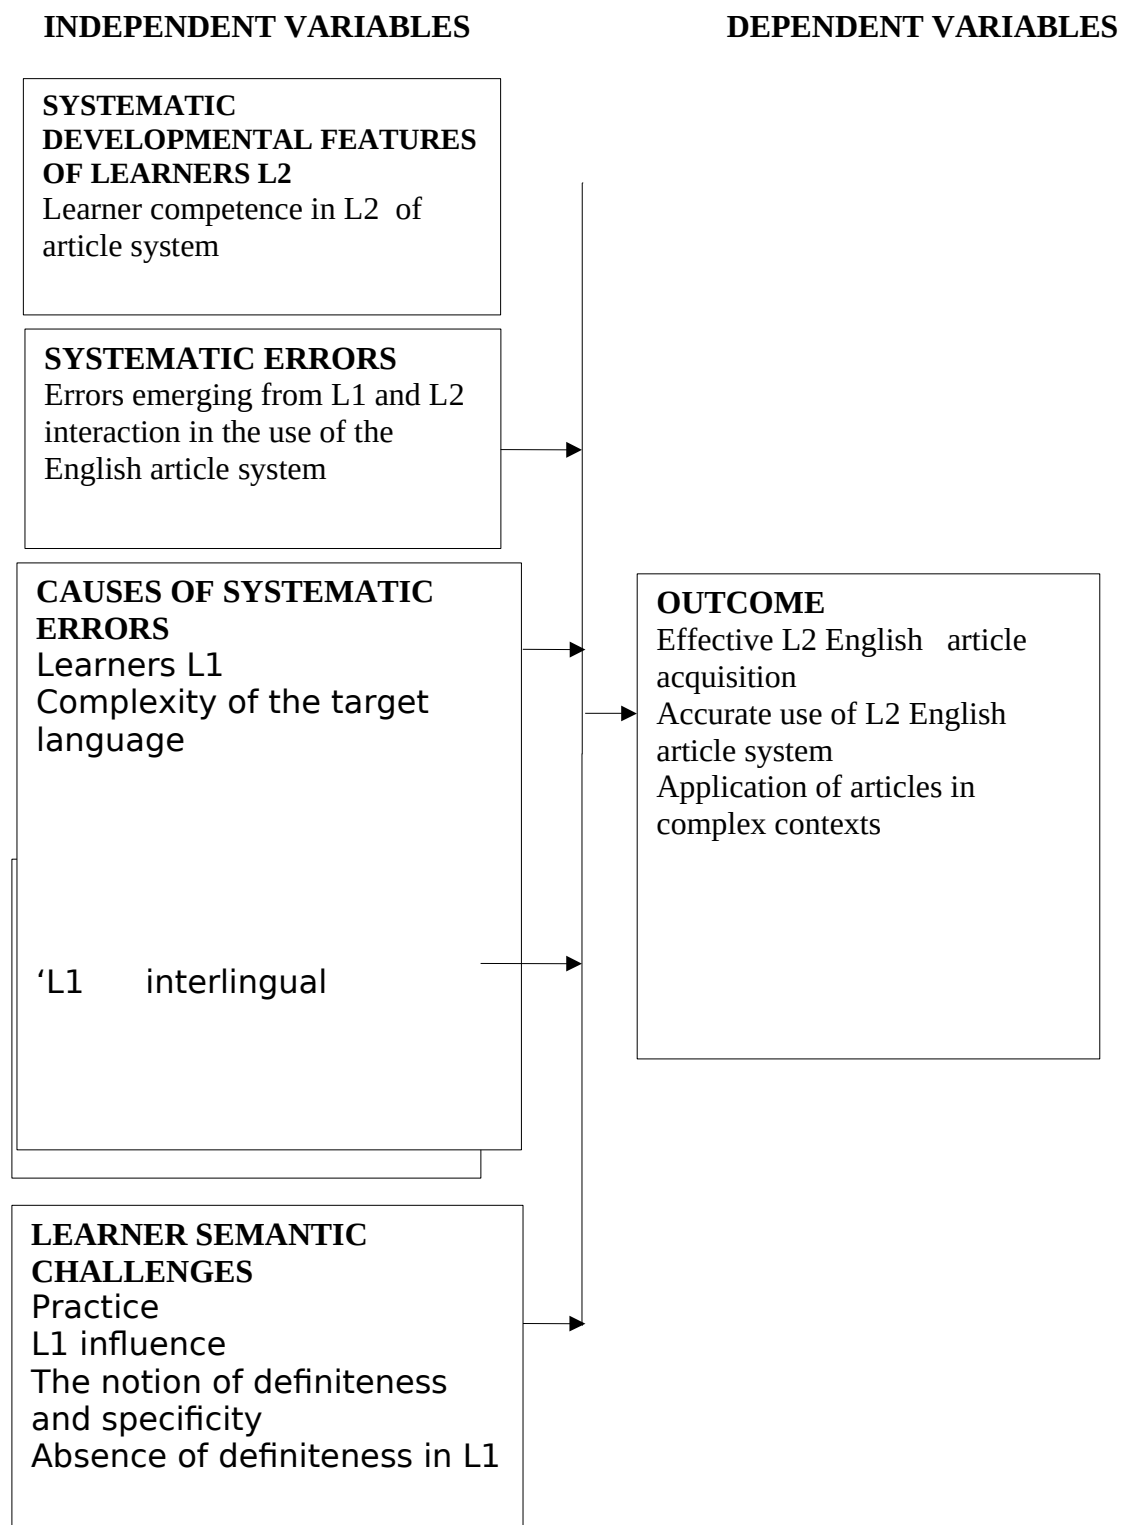 INDEPENDENT VARIABLES
DEPENDENT VARIABLES
SYSTEMATIC
DEVELOPMENTAL FEATURES
OF LEARNERS L2
Learner competence in L2 of
article system
SYSTEMATIC ERRORS
Errors emerging from L1 and L2
interaction in the use of the
English article system
CAUSES OF SYSTEMATIC
ERRORS
Learners L1
Complexity of the target
language
‘L1 interlingual
LEARNER SEMANTIC
CHALLENGES
Practice
L1 influence
The notion of definiteness
and specificity
Absence of definiteness in L1
OUTCOME
Effective L2 English article
acquisition
Accurate use of L2 English
article system
Application of articles in
complex contexts